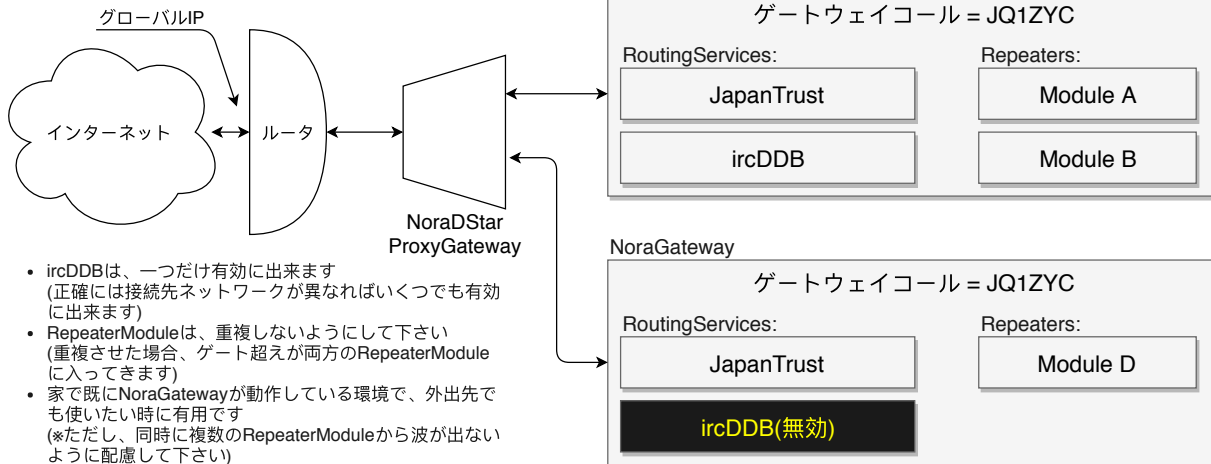 グローバルIP
インターネット
ルータ
NoraDStar
ProxyGateway
ゲートウェイコール = JQ1ZYC
RoutingServices:
Repeaters:
JapanTrust
Module A
ircDDB
Module B
NoraGateway
ゲートウェイコール = JQ1ZYC
RoutingServices:
Repeaters:
JapanTrust
Module D
ircDDB(無効)
• ircDDBは、一つだけ有効に出来ます
(正確には接続先ネットワークが異なればいくつでも有効
に出来ます)
• RepeaterModuleは、重複しないようにして下さい
(重複させた場合、ゲート超えが両方のRepeaterModule
に入ってきます)
• 家で既にNoraGatewayが動作している環境で、外出先で
も使いたい時に有用です
(※ただし、同時に複数のRepeaterModuleから波が出ない
ように配慮して下さい)